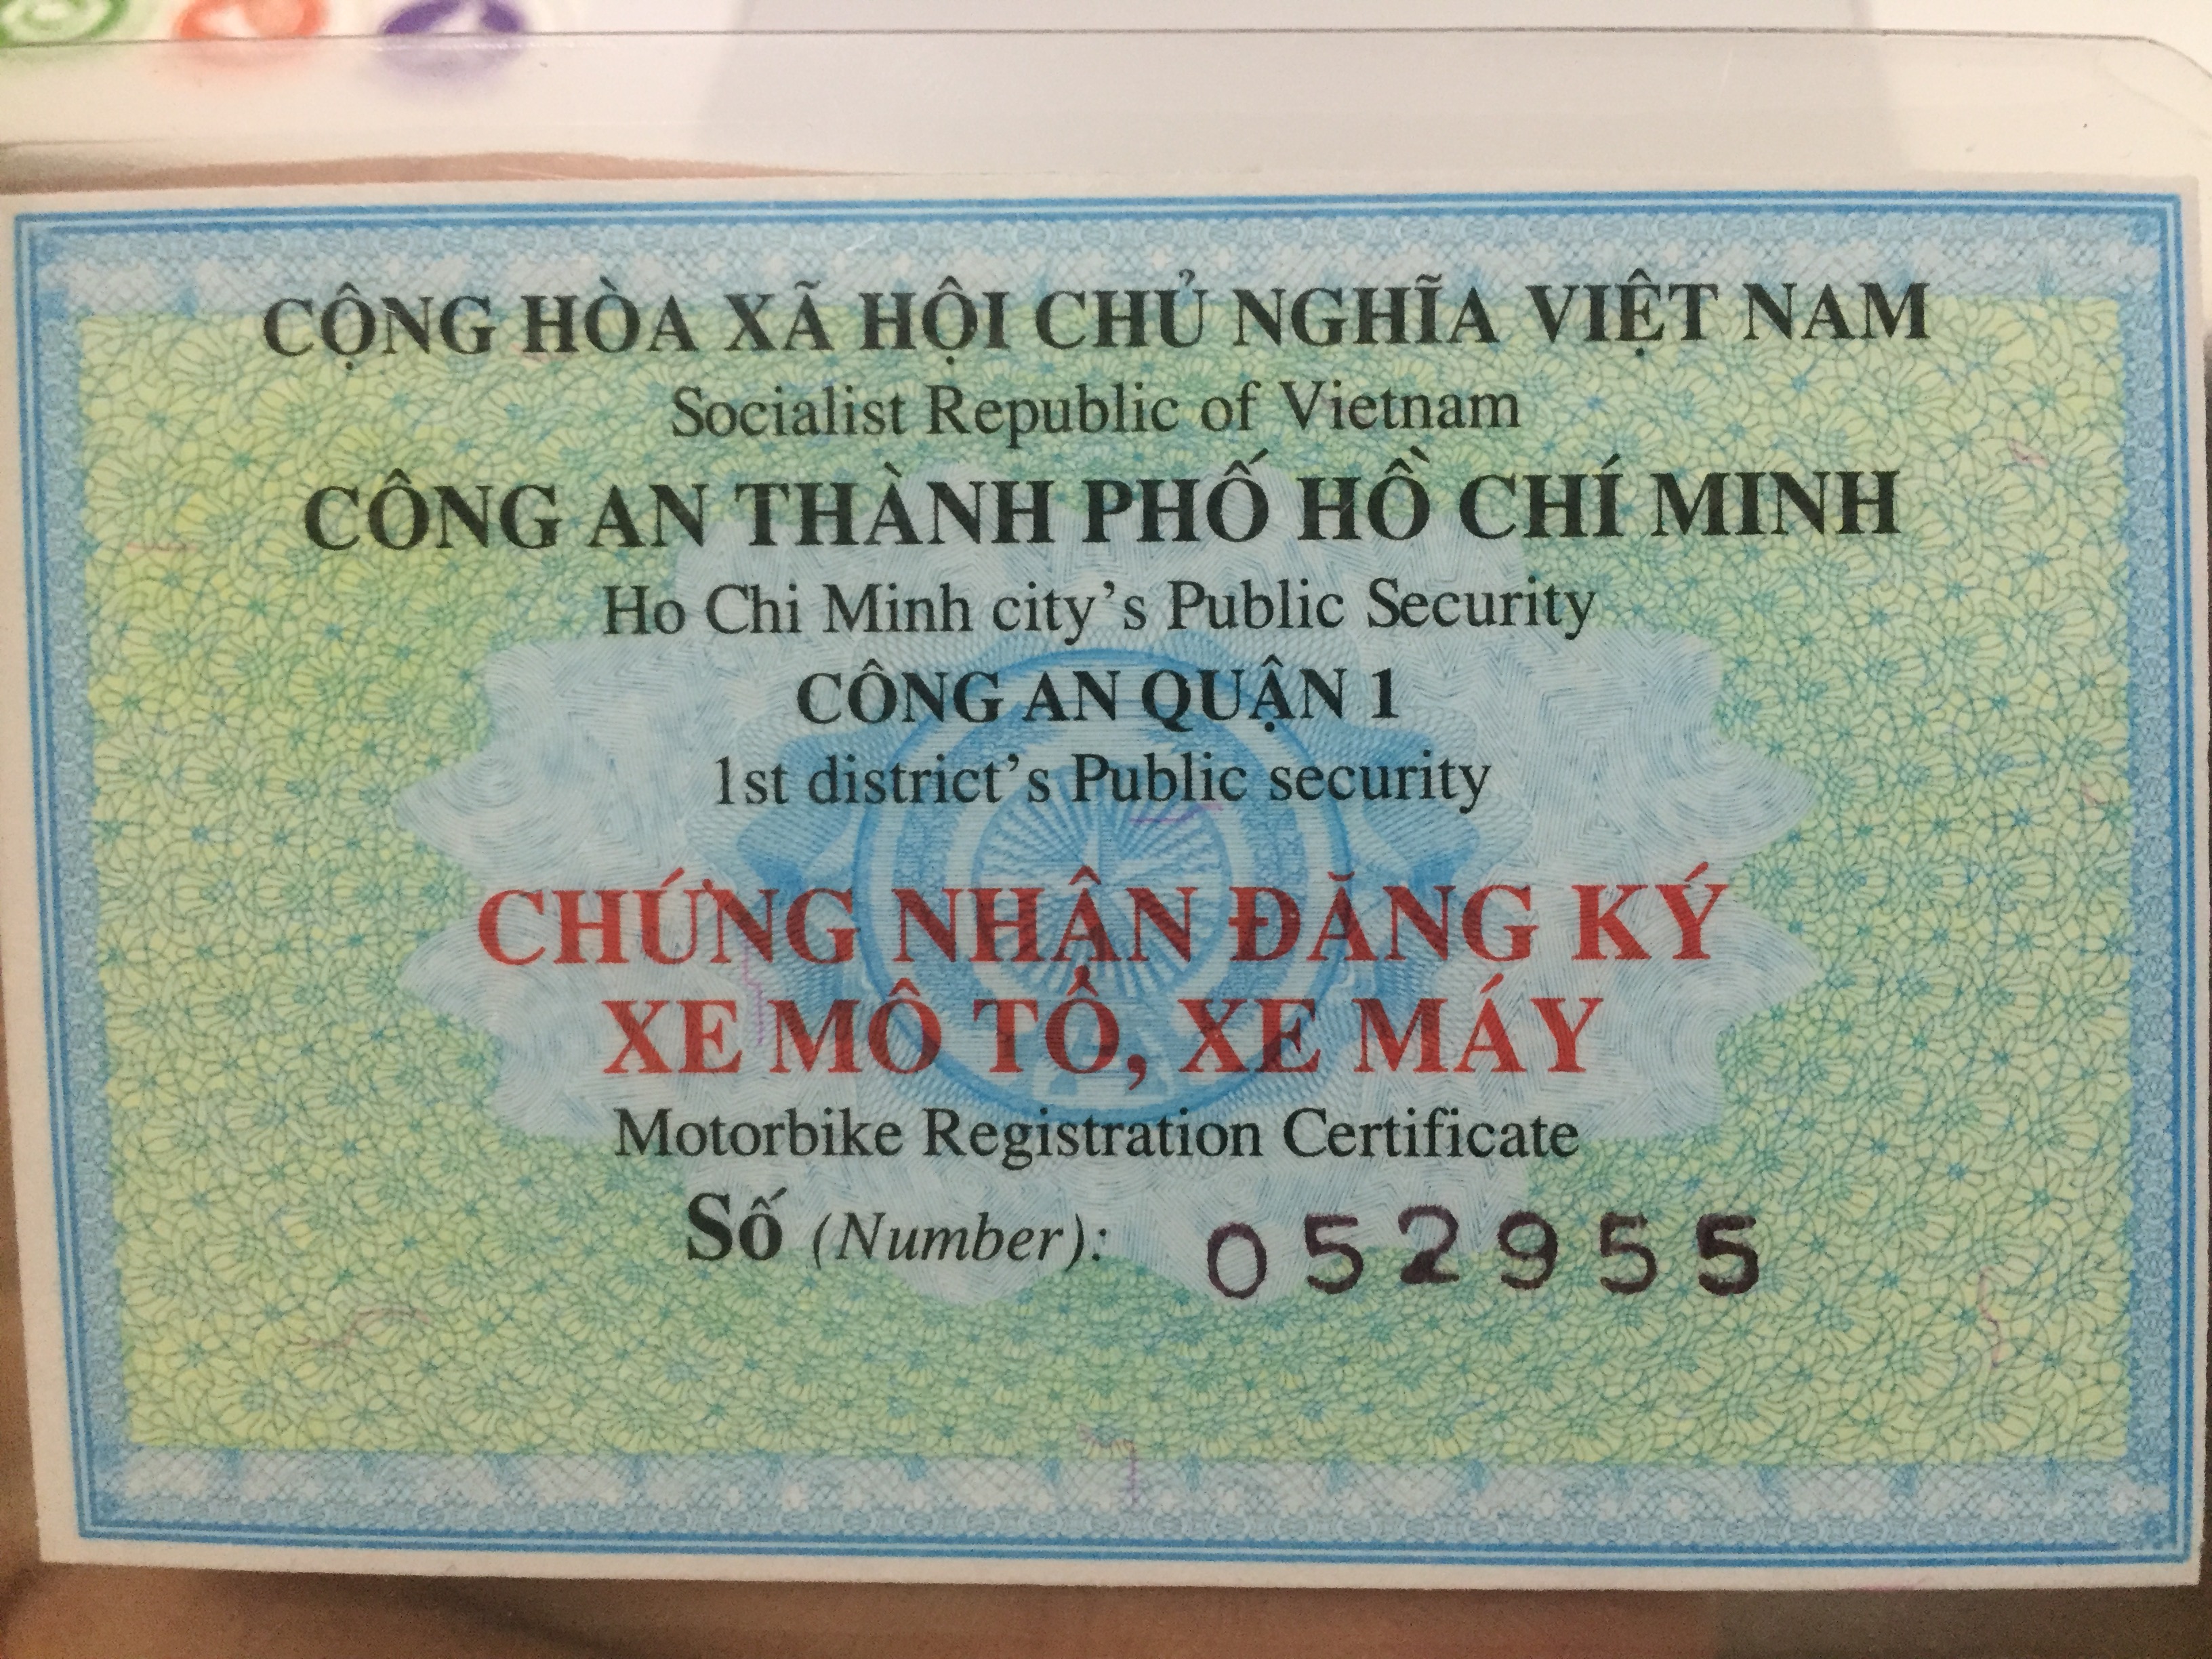 CỘNG HÒA XÃ HỘI CHỦ NGHĨA VIỆT NAM
Socialist Republic of Vietnam
CÔNG AN THÀNH PHỐ HỒ CHÍ MINH
Ho Chi Minh city's Public Security
CÔNG AN QUẬN 1
1st district's Public security
CHỨNG NHẬN ĐĂNG KÝ
XE MÔ TÔ, XE MÁY
Motorbike Registration Certificate
Số (Number): 052955